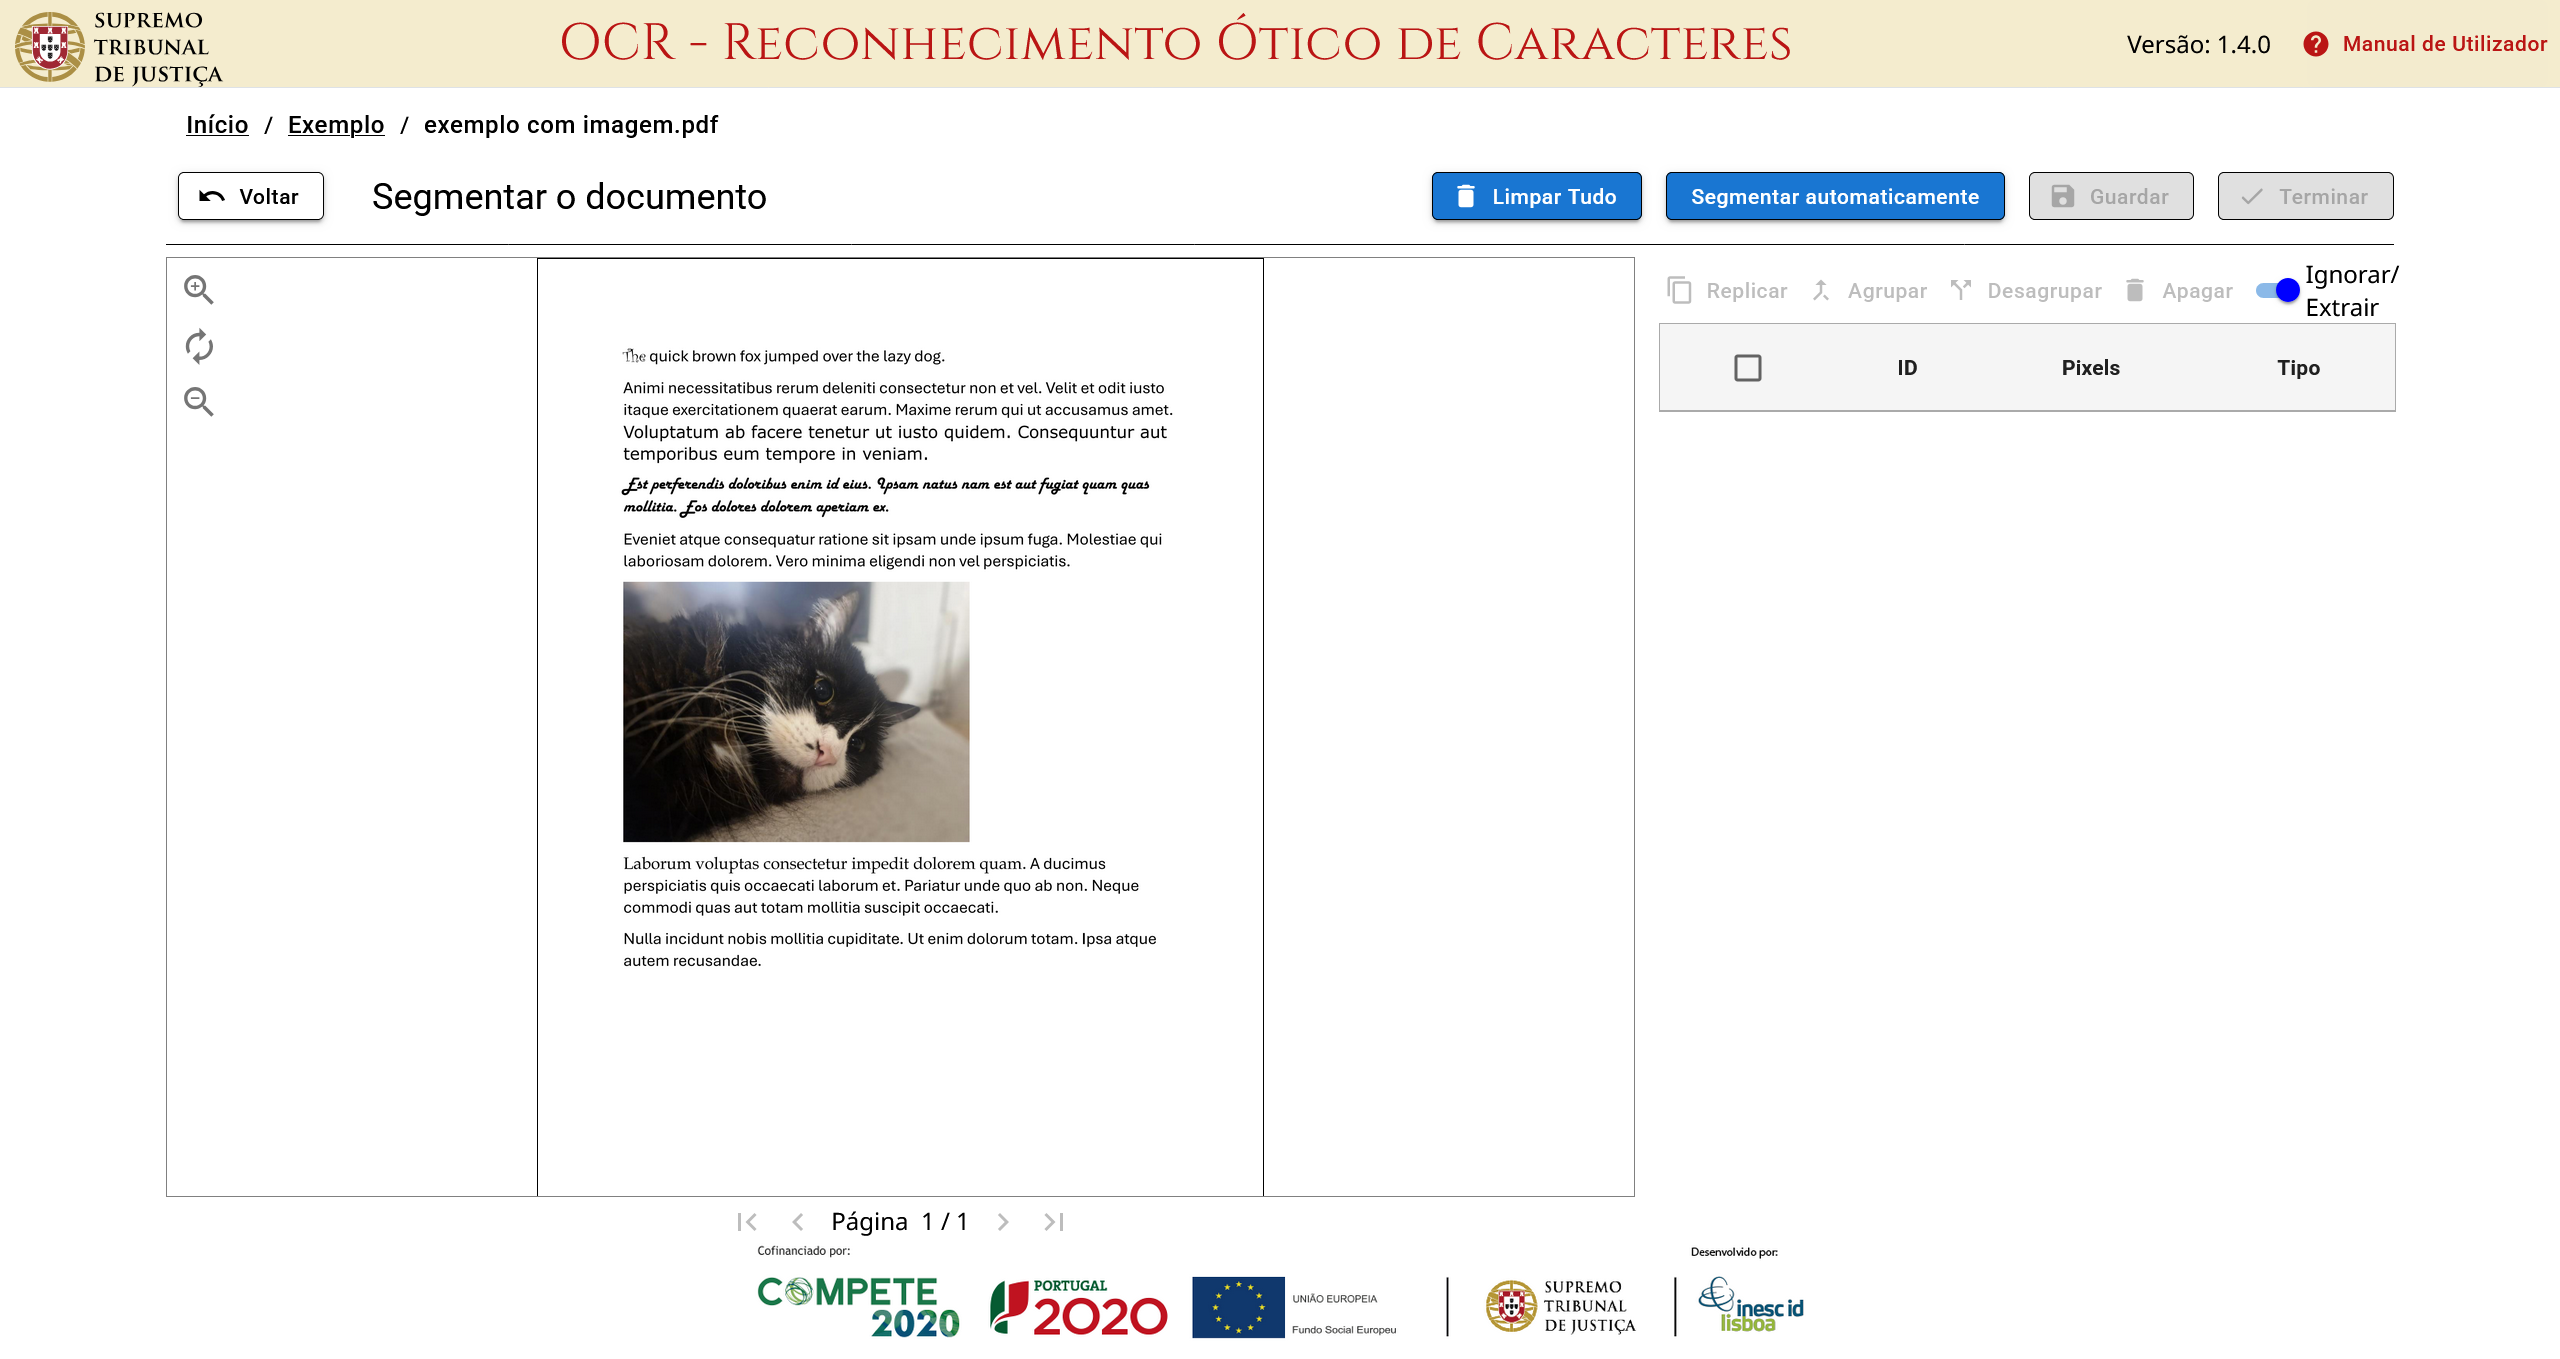 SUPREMO
TRIBUNAL
DE JUSTIÇA
OCR - Reconhecimento Ótico de Caracteres
Versão: 1.4.0
Manual de Utilizador
Início / Exemplo / exemplo com imagem.pdf
Voltar
Segmentar o documento
Limpar Tudo
Segmentar automaticamente
Guardar
Terminar
Replicar
Agrupar
Desagrupar
Apagar
Ignorar/
Extrair
ID
Pixels
Tipo
The quick brown fox jumped over the lazy dog.
Animi necessitatibus rerum deleniti consectetur non et vel. Velit et odit iusto
itaque exercitationem quaerat earum. Maxime rerum qui ut accusamus amet.
Voluptatum ab facere tenetur ut iusto quidem. Consequuntur aut
temporibus eum tempore in veniam.
Est perferendis doloribus enim id eius. Ipsam natus nam est aut fugiat quam quas
mollitia. Eos dolores dolorem aperiam ex.
Eveniet atque consequatur ratione sit ipsam unde ipsum fuga. Molestiae qui
laboriosam dolorem. Vero minima eligendi non vel perspiciatis.
Laborum voluptas consectetur impedit dolorem quam. A ducimus
perspiciatis quis occaecati laborum et. Pariatur unde quo ab non. Neque
commodi quas aut totam mollitia suscipit occaecati.
Nulla incidunt nobis mollitia cupiditate. Ut enim dolorum totam. Ipsa atque
autem recusandae.
Página 1 / 1
Cofinanciado por:
COMPETE
2020
PORTUGAL
2020
UNIÃO EUROPEIA
Fundo Social Europeu
SUPREMO
TRIBUNAL
DE JUSTIÇA
Desenvolvido por:
inesc id
lisboa